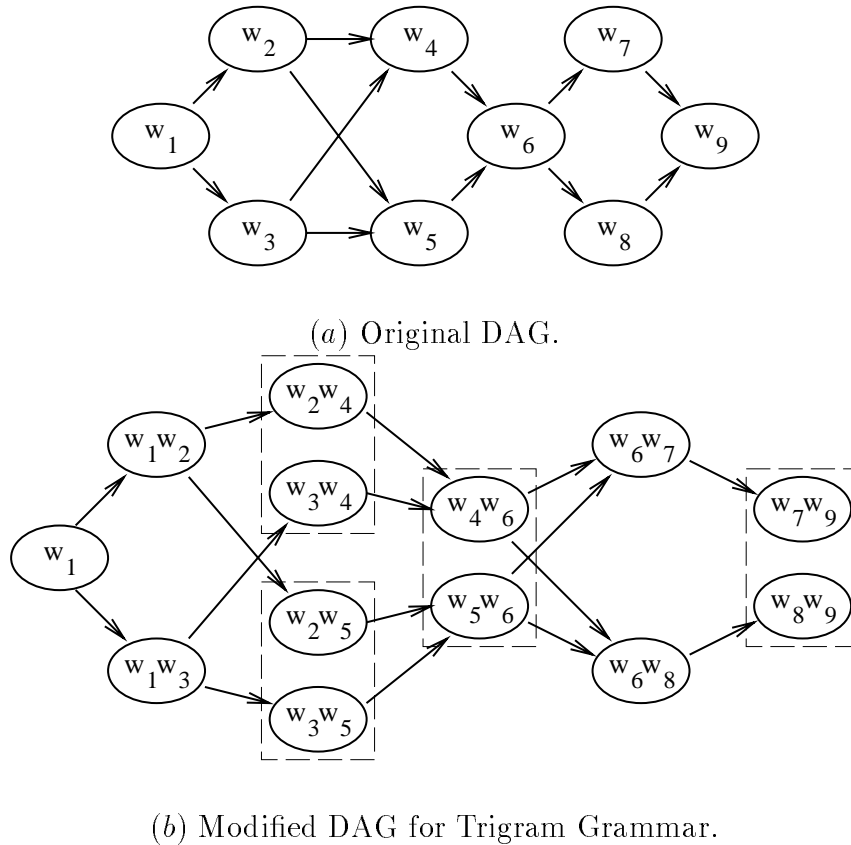 w2 w4 w7
w1 w6 w9
w3 w5 w8
(a) Original DAG.
w2w4
w1w2 w6w7
w3w4
w4w6 w7w9
w1
w5w6 w8w9
w2w5
w1w3 w6w8
w3w5
(b) Modified DAG for Trigram Grammar.